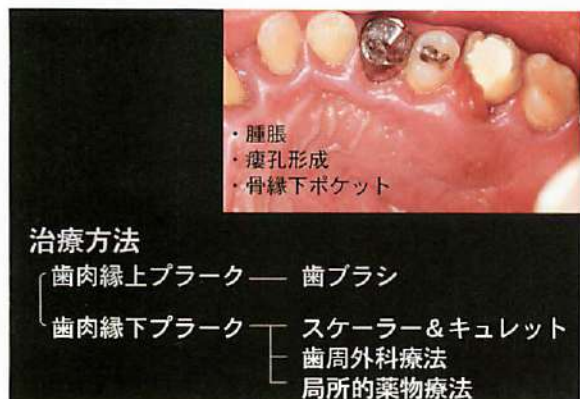 ・腫脹
・瘻孔形成
・骨縁下ポケット
治療方法
歯肉縁上プラーク 歯ブラシ
歯肉縁下プラーク スケーラー&キュレット
歯周外科療法
局所的薬物療法